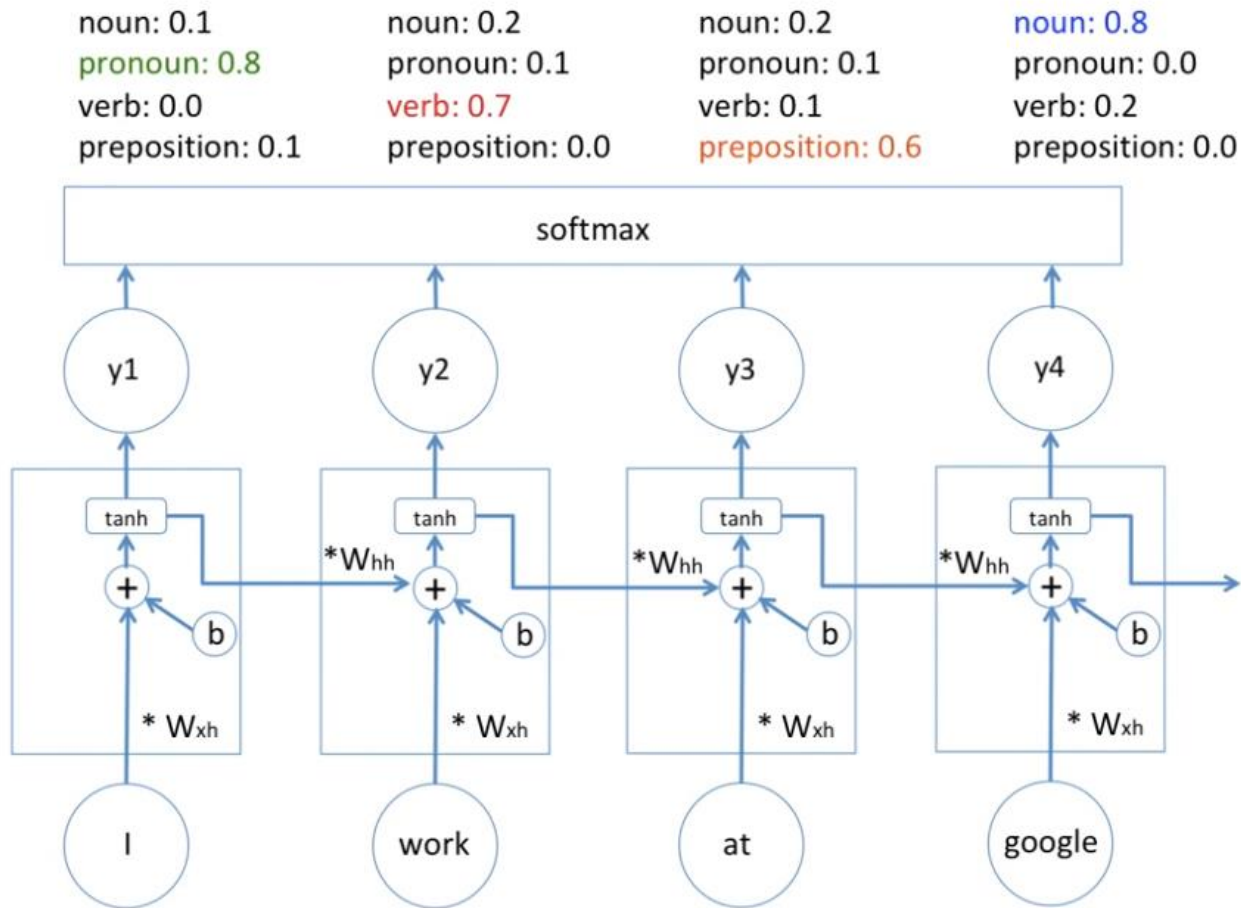 noun: 0.1
pronoun: 0.8
verb: 0.0
preposition: 0.1
noun: 0.2
pronoun: 0.1
verb: 0.7
preposition: 0.0
noun: 0.2
pronoun: 0.1
verb: 0.1
preposition: 0.6
noun: 0.8
pronoun: 0.0
verb: 0.2
preposition: 0.0
softmax
y1
y2
y3
y4
tanh
tanh
tanh
tanh
*Whh
*Whh
*Whh
+
+
+
+
b
b
b
b
* Wxh
* Wxh
* Wxh
* Wxh
I
work
at
google